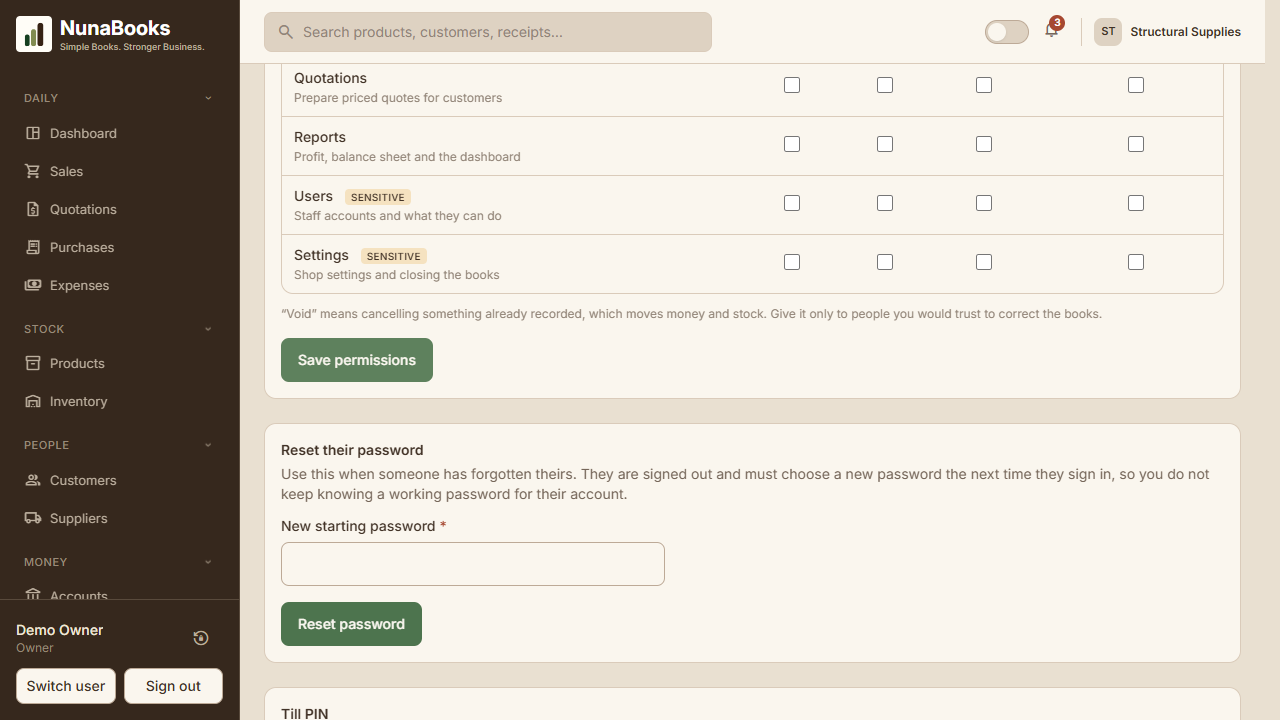 NunaBooks
Simple Books. Stronger Business.
DAILY
Dashboard
Sales
Quotations
Purchases
Expenses
STOCK
Products
Inventory
PEOPLE
Customers
Suppliers
MONEY
Accounts
Demo Owner
Owner
Switch user
Sign out
Search products, customers, receipts...
3
ST
Structural Supplies
Quotations
Prepare priced quotes for customers
Reports
Profit, balance sheet and the dashboard
Users SENSITIVE
Staff accounts and what they can do
Settings SENSITIVE
Shop settings and closing the books
“Void” means cancelling something already recorded, which moves money and stock. Give it only to people you would trust to correct the books.
Save permissions
Reset their password
Use this when someone has forgotten theirs. They are signed out and must choose a new password the next time they sign in, so you do not
keep knowing a working password for their account.
New starting password *
Reset password
Till PIN